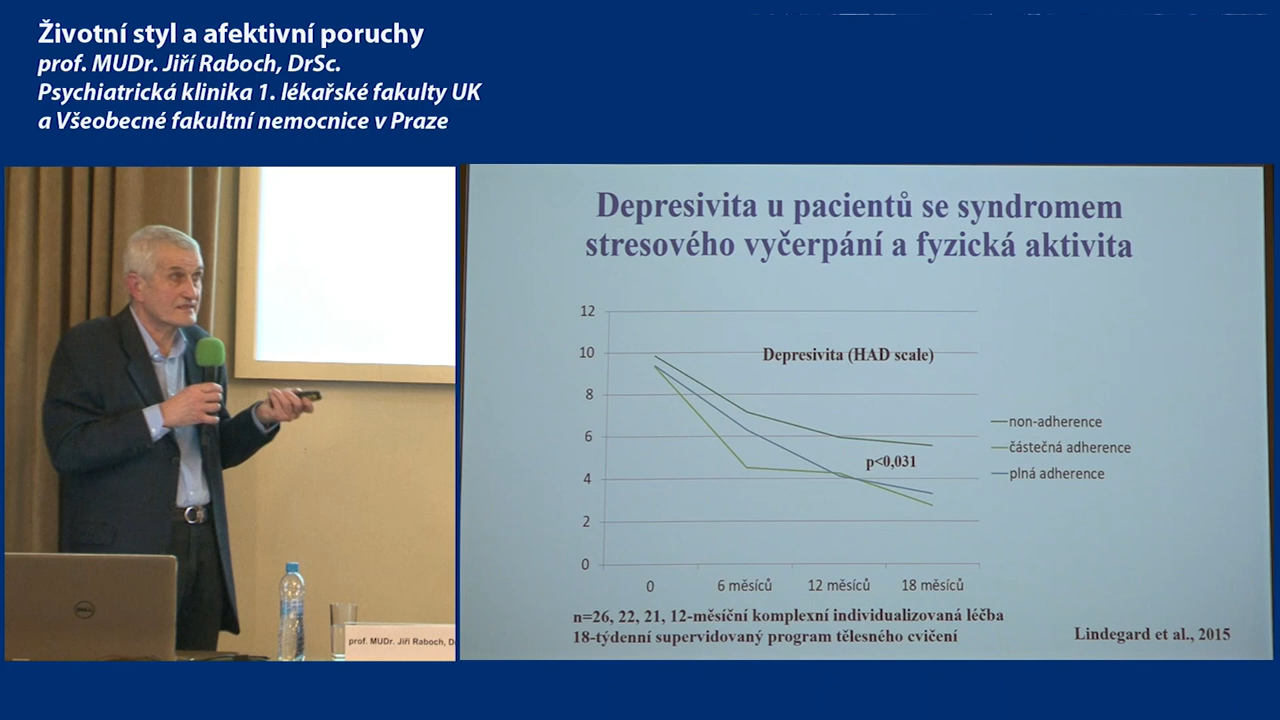 Životní styl a afektivní poruchy
prof. MUDr. Jiří Raboch, DrSc.
Psychiatrická klinika 1. lékařské fakulty UK
a Všeobecné fakultní nemocnice v Praze
Depresivita u pacientů se syndromem
stresového vyčerpání a fyzická aktivita
12
10
8
6
4
2
0
Depresivita (HAD scale)
p<0,031
non-adherence
částečná adherence
plná adherence
0 6 měsíců 12 měsíců 18 měsíců
n=26, 22, 21, 12-měsíční komplexní individualizovaná léčba
18-týdenní supervidovaný program tělesného cvičení
Lindegard et al., 2015
DELL
prof. MUDr. Jiří Raboch, D